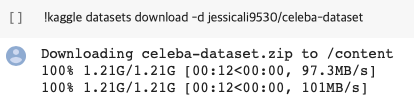 [ ] !kaggle datasets download -d jessicali9530/celeba-dataset
Downloading celeba-dataset.zip to /content
100% 1.21G/1.21G [00:12<00:00, 97.3MB/s]
100% 1.21G/1.21G [00:12<00:00, 101MB/s]